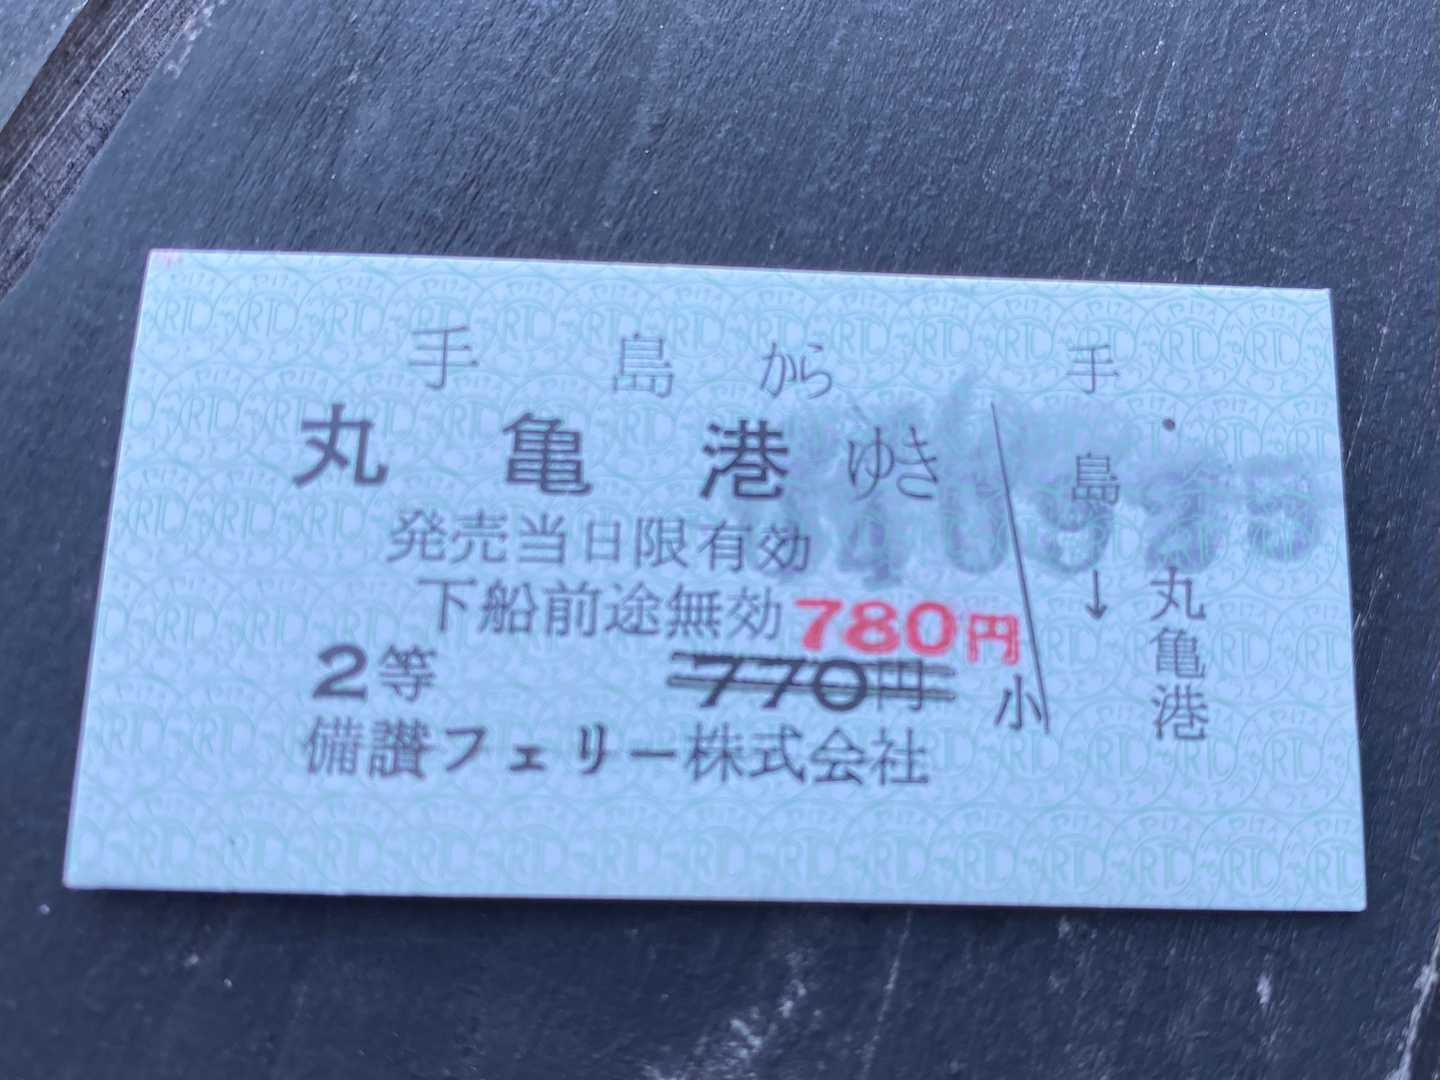 手島から
丸亀港ゆき
発売当日限有効
下船前途無効
780円
2等
770円
備讃フェリー株式会社
小
手島
↓
丸亀港